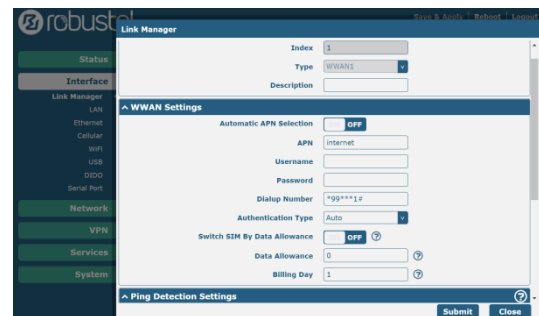 robustel
Save & Apply | Reboot | Logout
Link Manager
Index 1
Type WWAN1 v
Description
^ WWAN Settings
Automatic APN Selection OFF
APN internet
Username
Password
Dialup Number *99***1#
Authentication Type Auto v
Switch SIM By Data Allowance OFF ?
Data Allowance 0 ?
Billing Day 1 ?
^ Ping Detection Settings ?
Submit Close
Status
Interface
Link Manager
LAN
Ethernet
Cellular
WiFi
USB
DIDO
Serial Port
Network
VPN
Services
System